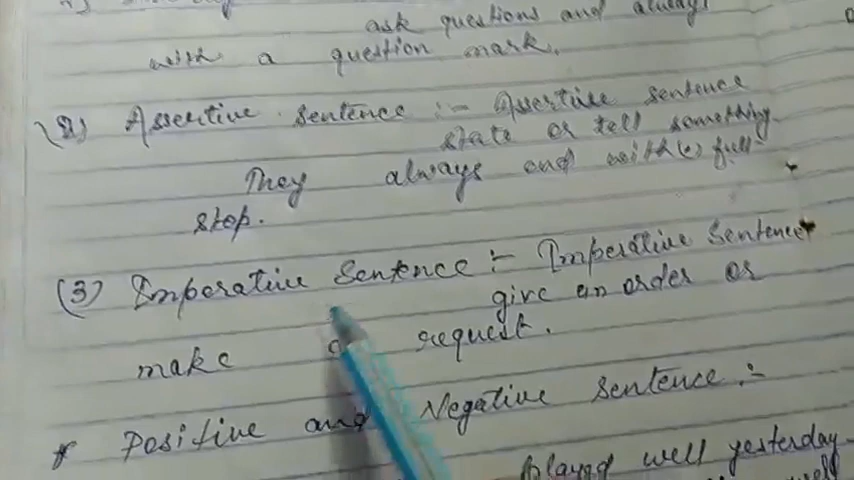 ask questions and always
with a question mark.
(2) Assertive sentence :- Assertive sentence
state or tell something
They always end with(.) full
stop.
(3) Imperative Sentence :- Imperative Sentence
give an order or
make a request.
* Positive and Negative sentence :-
played well yesterday